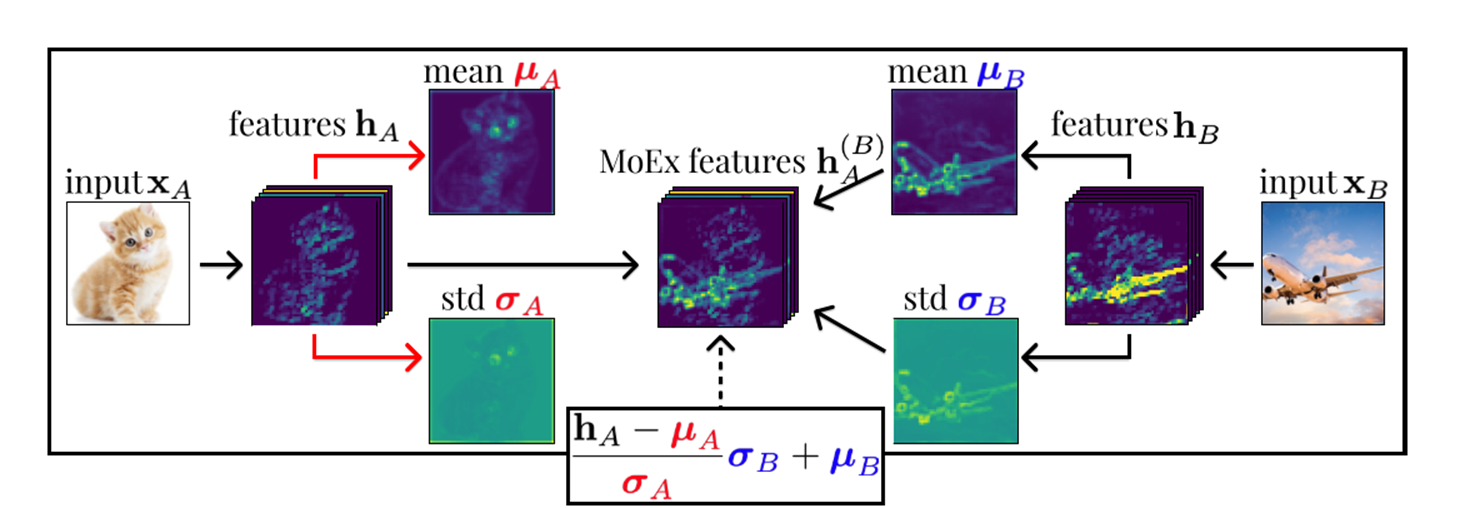 mean μ_A
mean μ_B
features h_A
features h_B
MoEx features h_A^{(B)}
input x_A
input x_B
std σ_A
std σ_B
\frac{h_A − μ_A}{σ_A} σ_B + μ_B